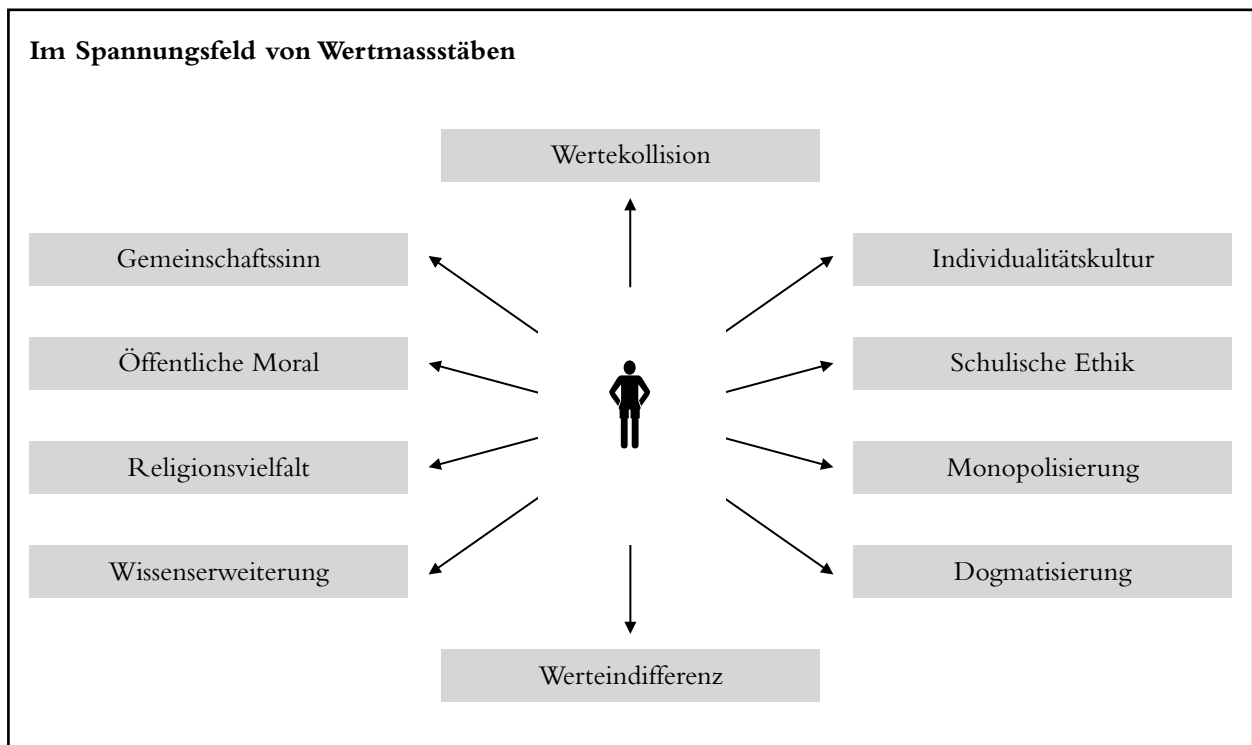 Im Spannungsfeld von Wertmassstäben
Wertekollision
Gemeinschaftssinn
Individualitätskultur
Öffentliche Moral
Schulische Ethik
Religionsvielfalt
Monopolisierung
Wissenserweiterung
Dogmatisierung
Werteindifferenz